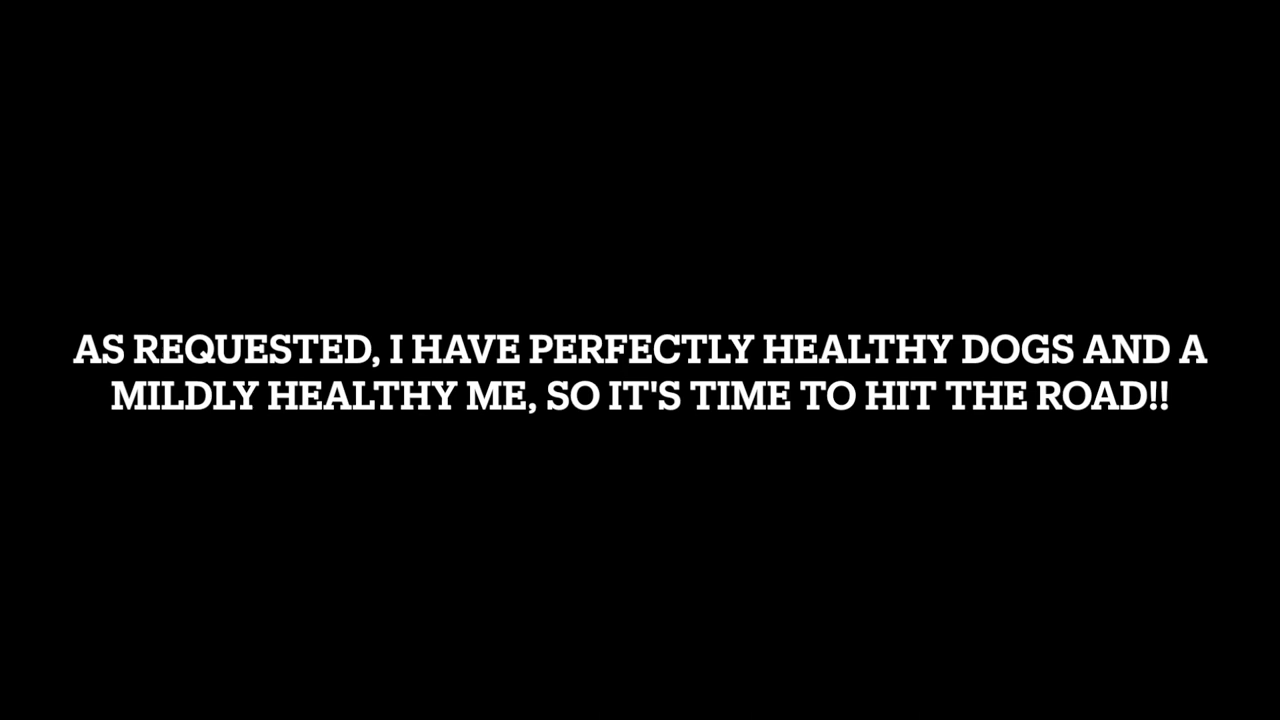 AS REQUESTED, I HAVE PERFECTLY HEALTHY DOGS AND A
MILDLY HEALTHY ME, SO IT'S TIME TO HIT THE ROAD!!